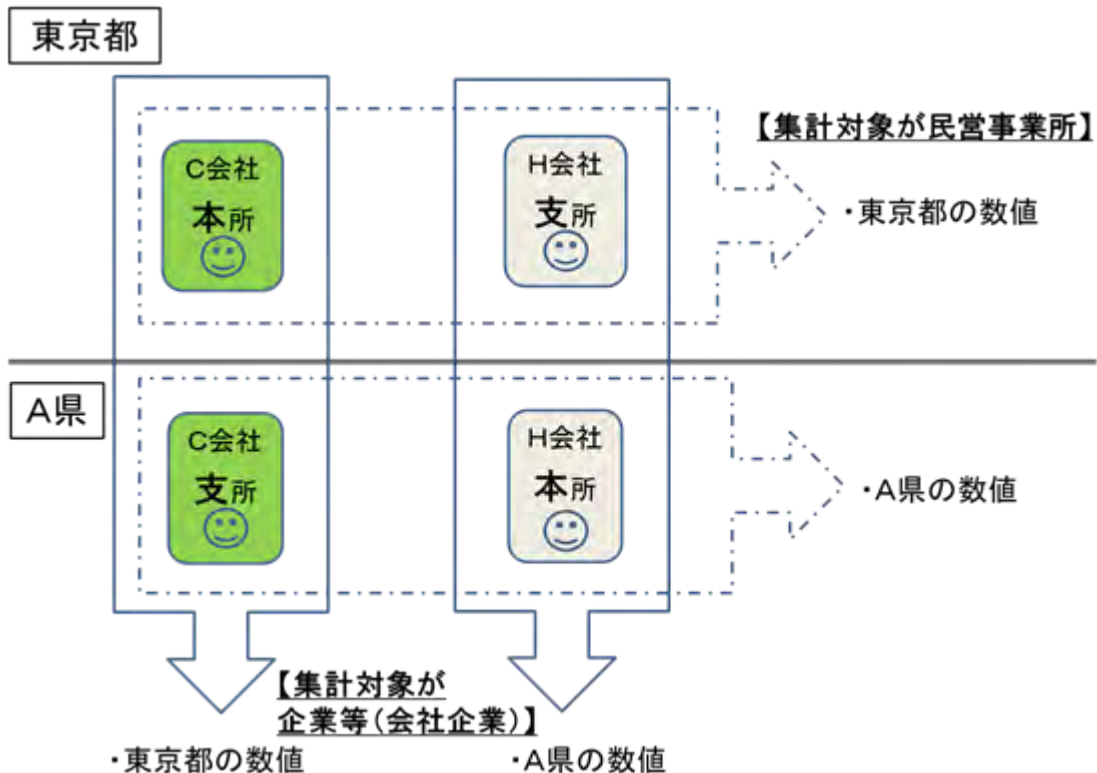 東京都
C会社
本所
H会社
支所
【集計対象が民営事業所】
・東京都の数値
A県
C会社
支所
H会社
本所
・A県の数値
【集計対象が
企業等(会社企業)】
・東京都の数値
・A県の数値